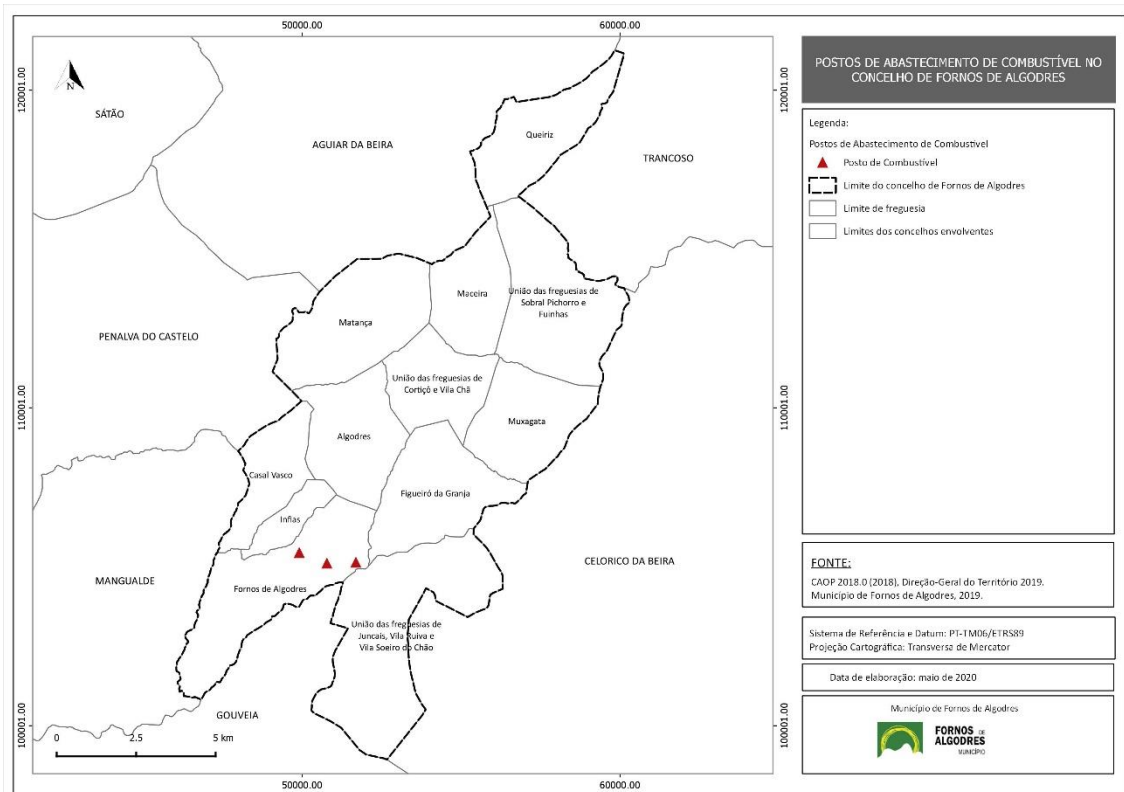 50000.00
60000.00
120001.00
120001.00
N
SÁTÃO
AGUIAR DA BEIRA
Queiriz
TRANCOSO
Maceira
União das freguesias de
Sobral Pichorro e
Fuinhas
Matança
PENALVA DO CASTELO
União das freguesias de
Cortiçô e Vila Chã
110001.00
110001.00
Muxagata
Algodres
Casal Vasco
Figueiró da Granja
Infias
CELORICO DA BEIRA
MANGUALDE
Fornos de Algodres
União das freguesias de
Juncais, Vila Ruiva e
Vila Soeiro do Chão
GOUVEIA
100001.00
100001.00
0 2.5 5 km
50000.00
60000.00
POSTOS DE ABASTECIMENTO DE COMBUSTÍVEL NO
CONCELHO DE FORNOS DE ALGODRES
Legenda:
Postos de Abastecimento de Combustível
Posto de Combustível
Limite do concelho de Fornos de Algodres
Limite de freguesia
Limites dos concelhos envolventes
FONTE:
CAOP 2018.0 (2018), Direção-Geral do Território 2019.
Município de Fornos de Algodres, 2019.
Sistema de Referência e Datum: PT-TM06/ETRS89
Projeção Cartográfica: Transversa de Mercator
Data de elaboração: maio de 2020
Município de Fornos de Algodres
FORNOS DE
ALGODRES
MUNICÍPIO